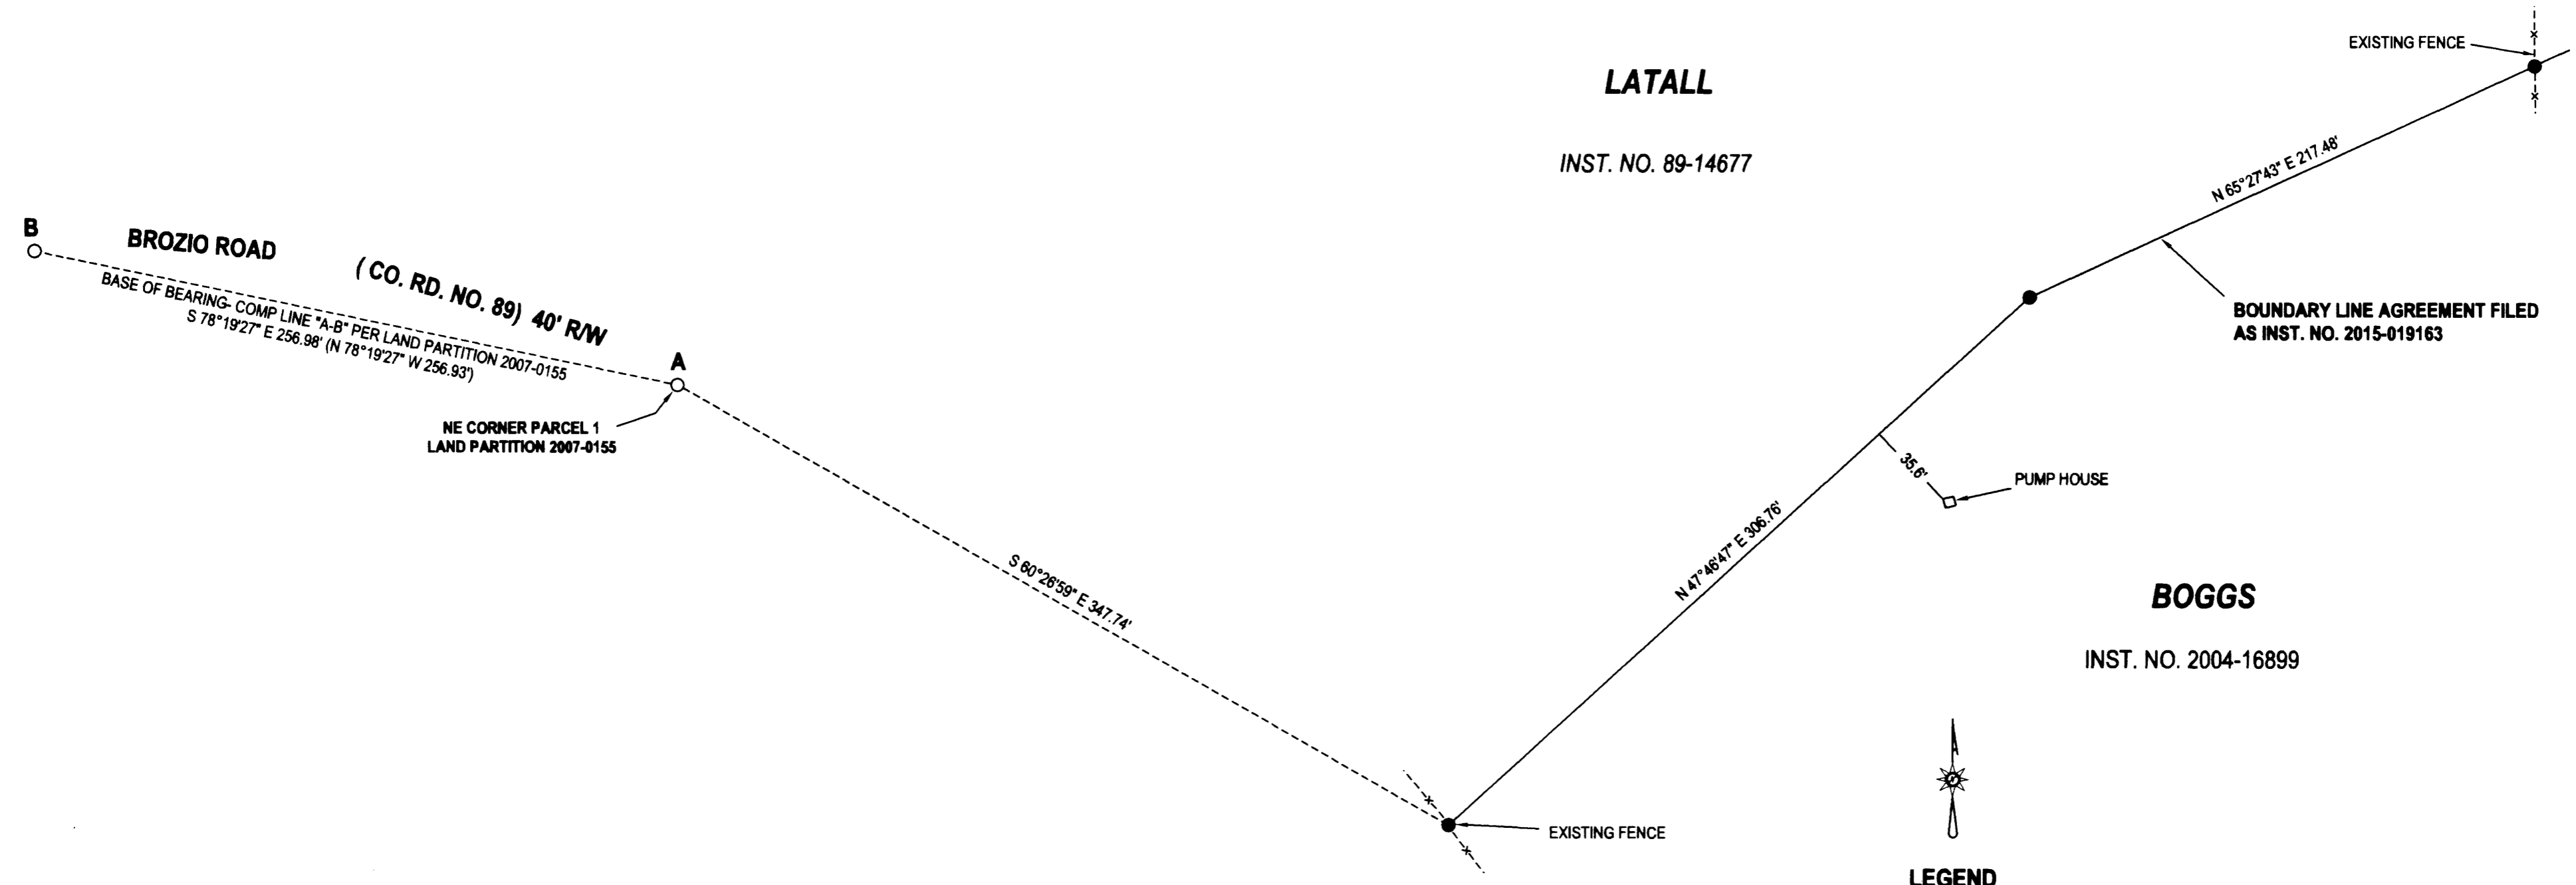 EXISTING FENCE
LATALL
INST. NO. 89-14677
N 65°27'43" E 217.48'
B
BROZIO ROAD
( CO. RD. NO. 89) 40' R/W
BASE OF BEARING- COMP LINE "A-B" PER LAND PARTITION 2007-0155
S 78°19'27" E 256.98' (N 78°19'27" W 256.93')
A
NE CORNER PARCEL 1
LAND PARTITION 2007-0155
BOUNDARY LINE AGREEMENT FILED
AS INST. NO. 2015-019163
35.6'
PUMP HOUSE
N 47°46'47" E 306.76'
S 60°26'59" E 347.74'
BOGGS
INST. NO. 2004-16899
EXISTING FENCE
LEGEND